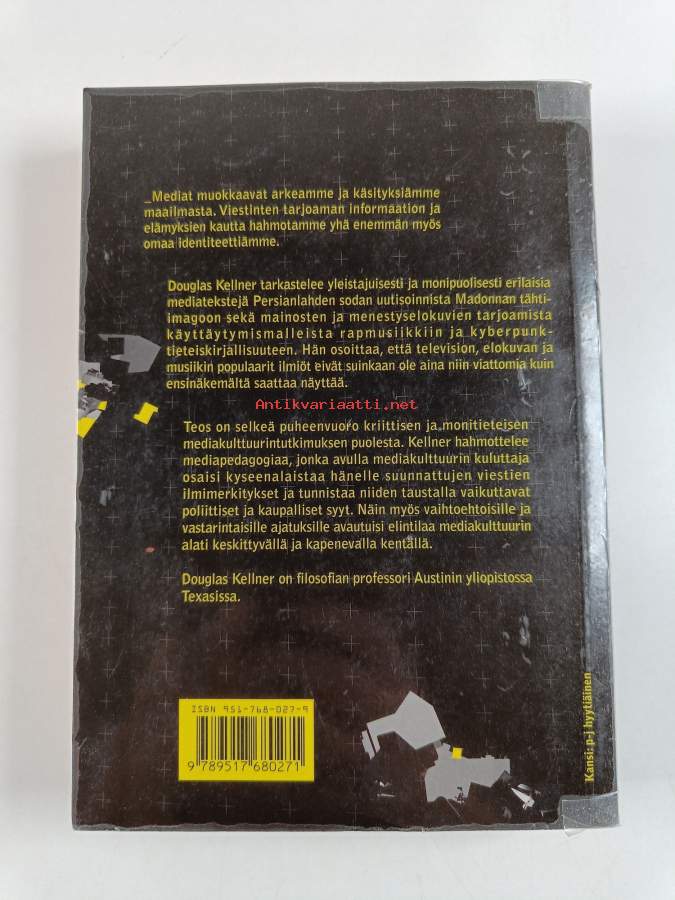 _Mediat muokkaavat arkeamme ja käsityksiämme
maailmasta. Viestinten tarjoaman informaation ja
elämyksien kautta hahmotamme yhä enemmän myös
omaa identiteettiämme.
Douglas Kellner tarkastelee yleistajuisesti ja monipuolisesti erilaisia
mediatekstejä Persianlahden sodan uutisoinnista Madonnan tähti-
imagoon sekä mainosten ja menestyselokuvien tarjoamista
käyttäytymismalleista rapmusiikkiin ja kyberpunk-
tieteiskirjallisuuteen. Hän osoittaa, että television, elokuvan ja
musiikin populaarit ilmiöt eivät suinkaan ole aina niin viattomia kuin
ensinäkemältä saattaa näyttää.
Antikvariaatti.net
Teos on selkeä puheenvuoro kriittisen ja monitieteisen
mediakulttuurintutkimuksen puolesta. Kellner hahmottelee
mediapedagogiaa, jonka avulla mediakulttuurin kuluttaja
osaisi kyseenalaistaa hänelle suunnattujen viestien
ilmimerkitykset ja tunnistaa niiden taustalla vaikuttavat
poliittiset ja kaupalliset syyt. Näin myös vaihtoehtoisille ja
vastarintaisille ajatuksille avautuisi elintilaa mediakulttuurin
alati keskittyvällä ja kapenevalla kentällä.
Douglas Kellner on filosofian professori Austinin yliopistossa
Texasissa.
ISBN 951-768-027-9
9 789517 680271
Kansi: p-j hyytiäinen